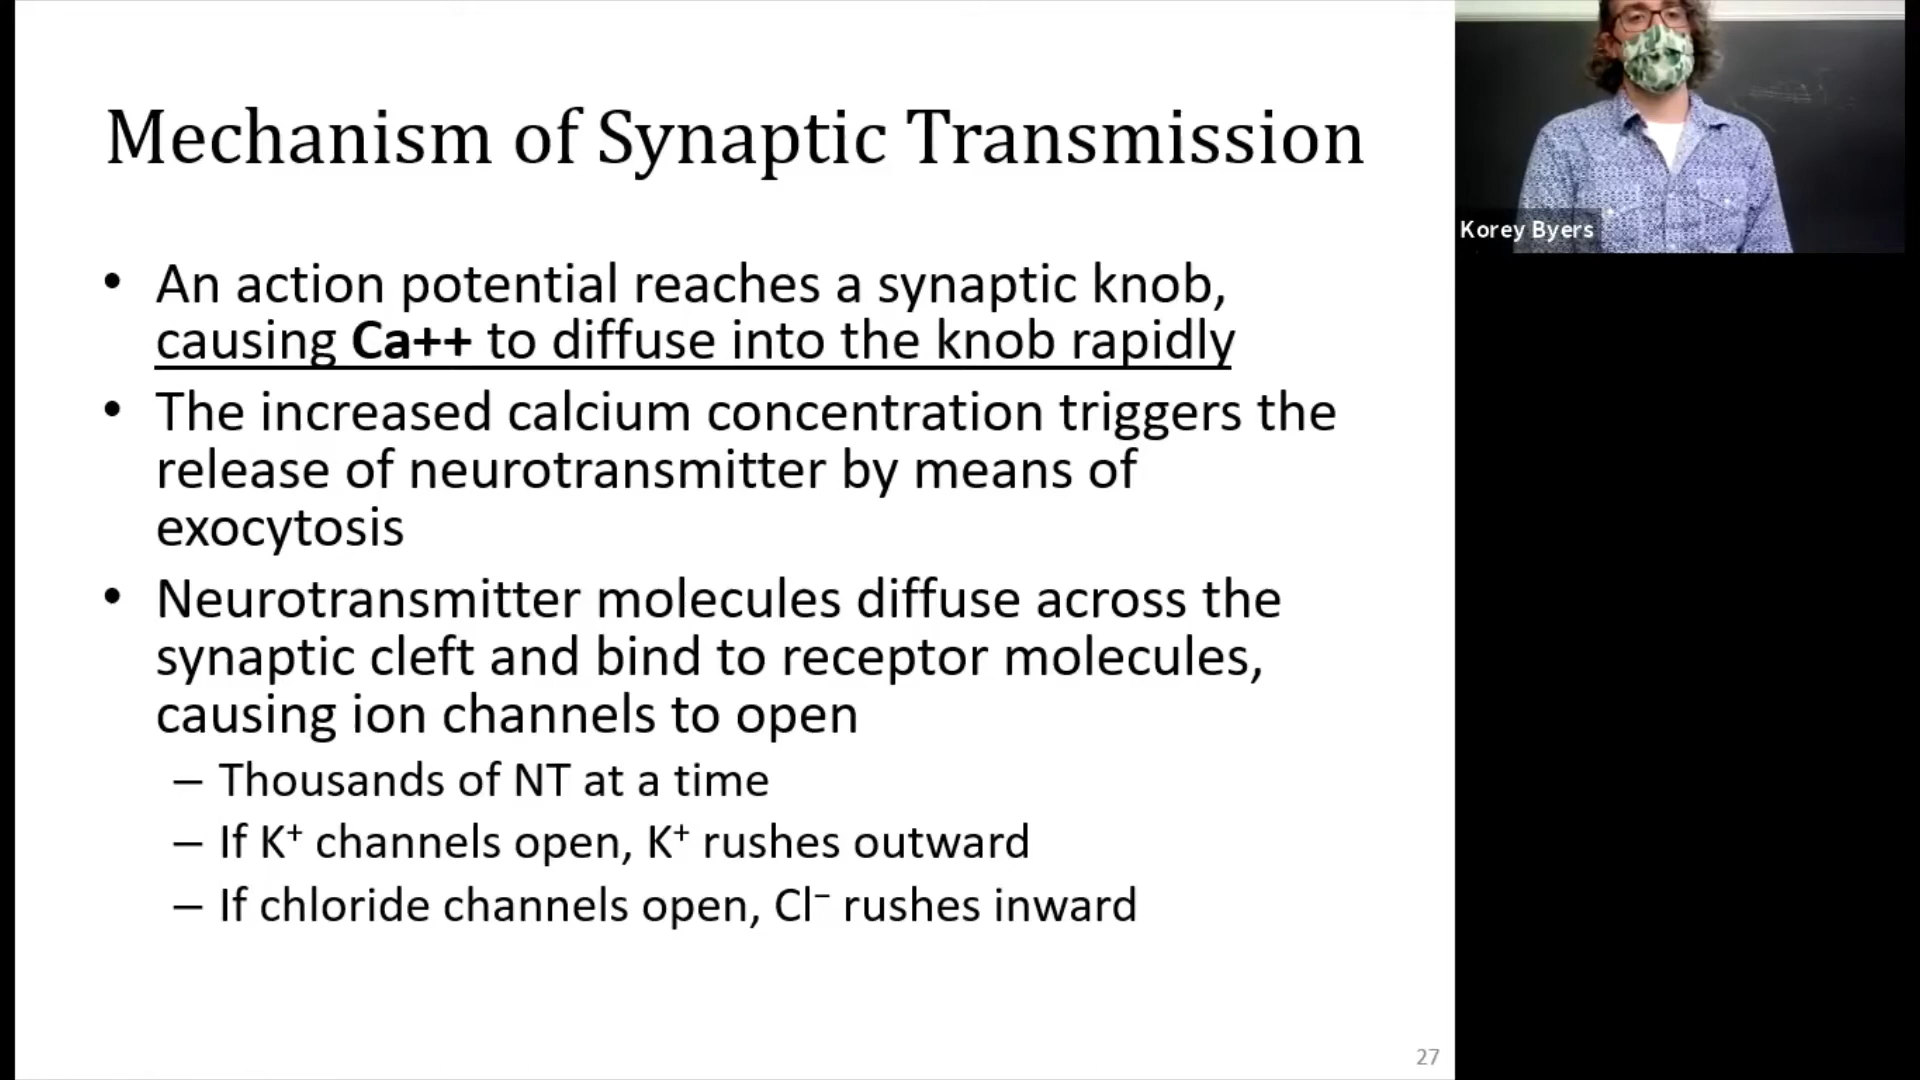 Mechanism of Synaptic Transmission
• An action potential reaches a synaptic knob,
causing Ca++ to diffuse into the knob rapidly
• The increased calcium concentration triggers the
release of neurotransmitter by means of
exocytosis
• Neurotransmitter molecules diffuse across the
synaptic cleft and bind to receptor molecules,
causing ion channels to open
– Thousands of NT at a time
– If K⁺ channels open, K⁺ rushes outward
– If chloride channels open, Cl⁻ rushes inward
27
Korey Byers